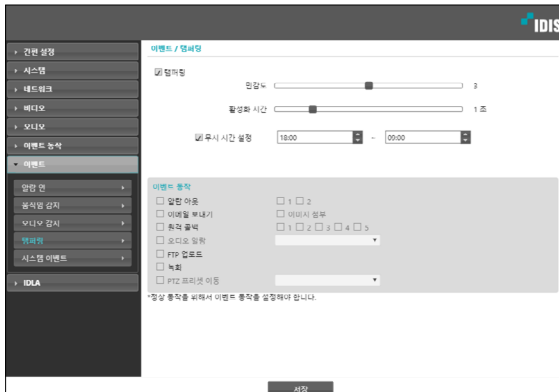 IDIS
간편 설정
시스템
네트워크
비디오
오디오
이벤트 동작
이벤트
알람 인
움직임 감지
오디오 감지
탬퍼링
시스템 이벤트
IDLA
이벤트 / 탬퍼링
탬퍼링
민감도 3
활성화 시간 1 초
무시 시간 설정 18:00 ~ 09:00
이벤트 동작
알람 아웃 1 2
이메일 보내기 이미지 첨부
원격 콜백 1 2 3 4 5
오디오 알람
FTP 업로드
녹화
PTZ 프리셋 이동
*정상 동작을 위해서 이벤트 동작을 설정해야 합니다.
저장